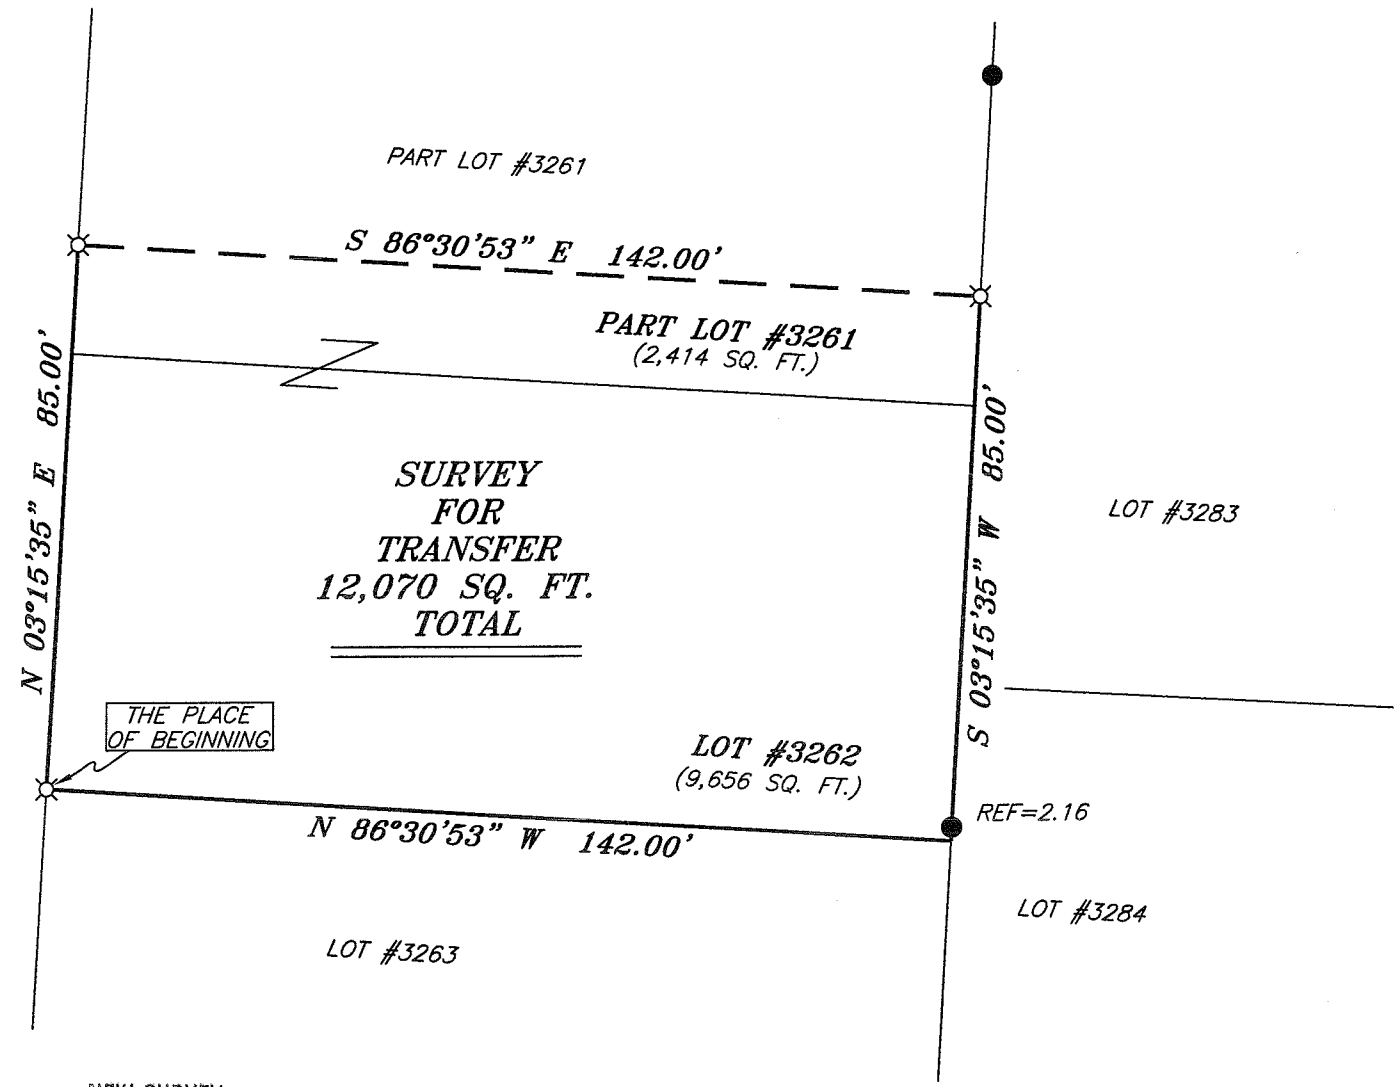 PART LOT #3261
S 86°30'53" E 142.00'
PART LOT #3261
(2,414 SQ. FT.)
N 03°15'35" E 85.00'
S 03°15'35" W 85.00'
SURVEY
FOR
TRANSFER
12,070 SQ. FT.
TOTAL
LOT #3283
THE PLACE
OF BEGINNING
LOT #3262
(9,656 SQ. FT.)
REF=2.16
N 86°30'53" W 142.00'
LOT #3284
LOT #3263